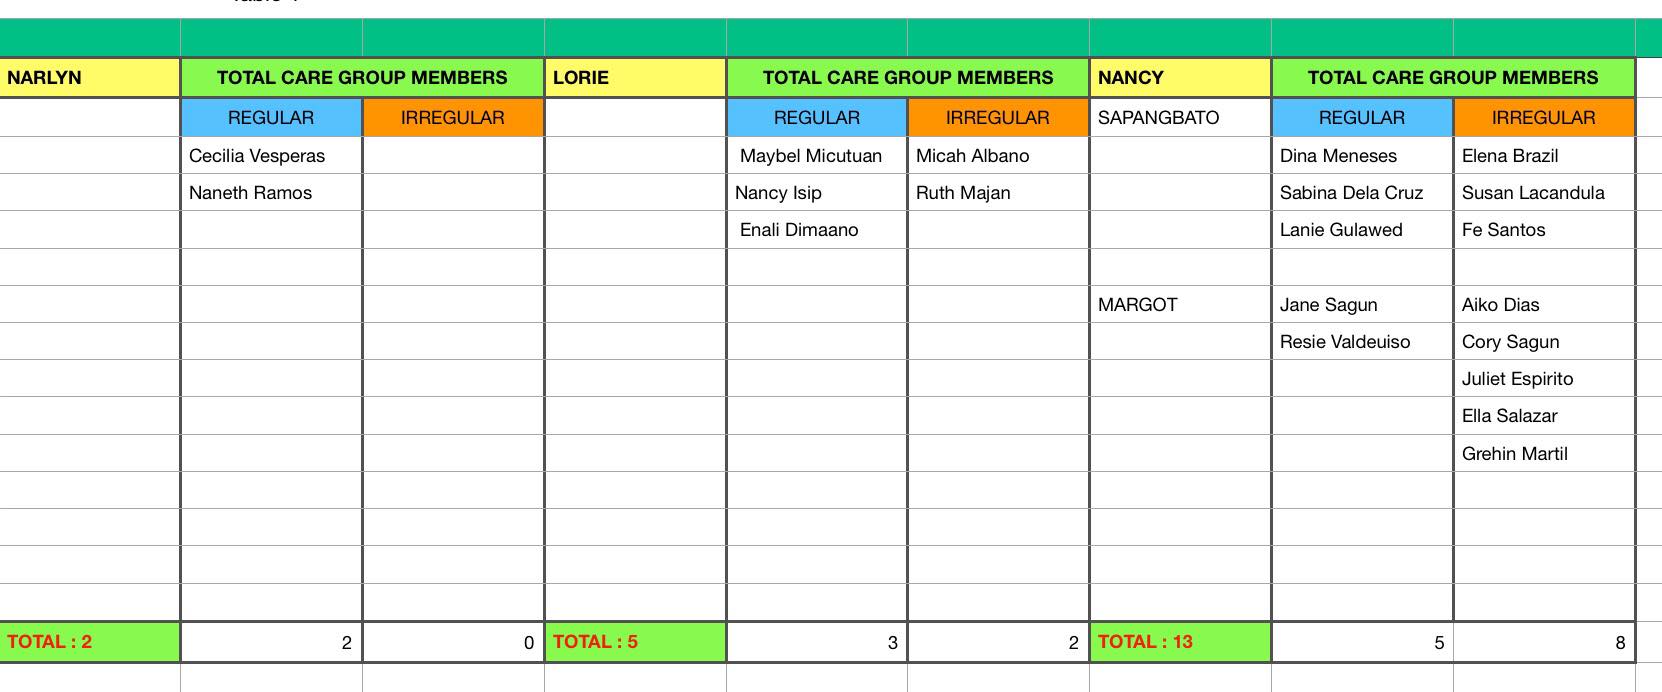 NARLYN TOTAL CARE GROUP MEMBERS LORIE TOTAL CARE GROUP MEMBERS NANCY TOTAL CARE GROUP MEMBERS
REGULAR IRREGULAR REGULAR IRREGULAR SAPANGBATO REGULAR IRREGULAR
Cecilia Vesperas Maybel Micutuan Micah Albano Dina Meneses Elena Brazil
Naneth Ramos Nancy Isip Ruth Majan Sabina Dela Cruz Susan Lacandula
Enali Dimaano Lanie Gulawed Fe Santos
MARGOT Jane Sagun Aiko Dias
Resie Valdeuiso Cory Sagun
Juliet Espirito
Ella Salazar
Grehin Martil
TOTAL : 2 2 0 TOTAL : 5 3 2 TOTAL : 13 5 8